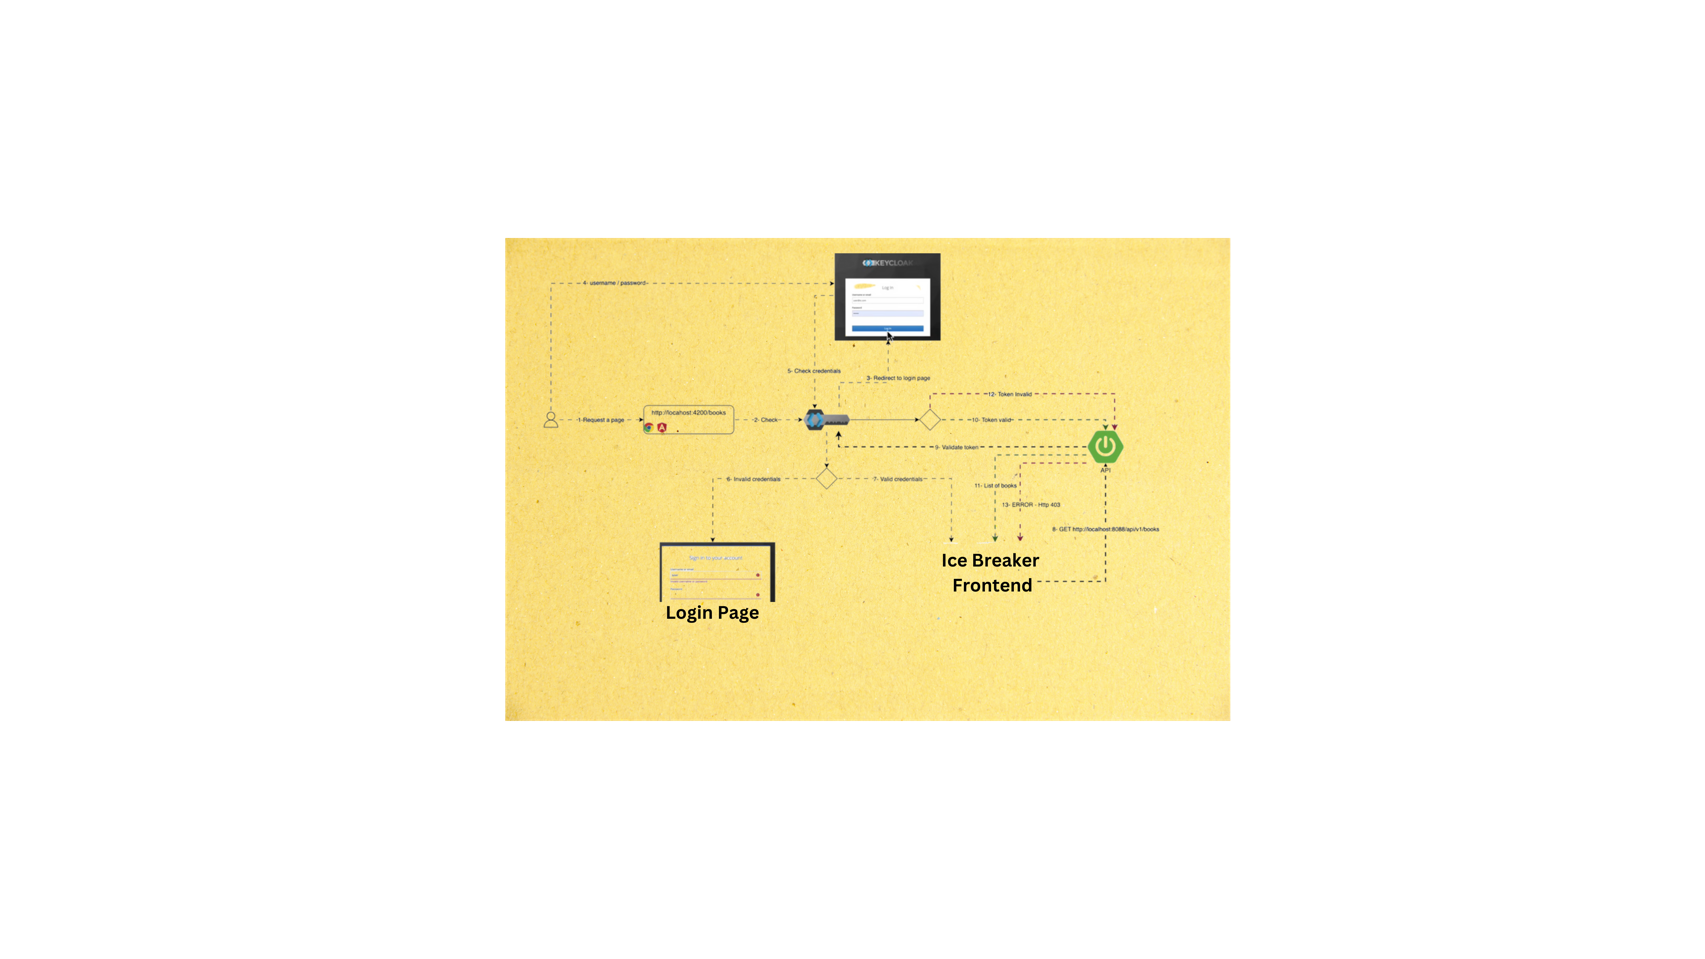 KEYCLOAK
Log In
4- username / password
5- Check credentials
3- Redirect to login page
12- Token Invalid
http://localhost:4200/books
1-Request a page
2- Check
10- Token valid
9- Validate token
API
6- Invalid credentials
7- Valid credentials
11- List of books
13- ERROR - Http 403
8- GET http://localhost:8088/api/v1/books
Sign in to your account
Ice Breaker
Frontend
Login Page